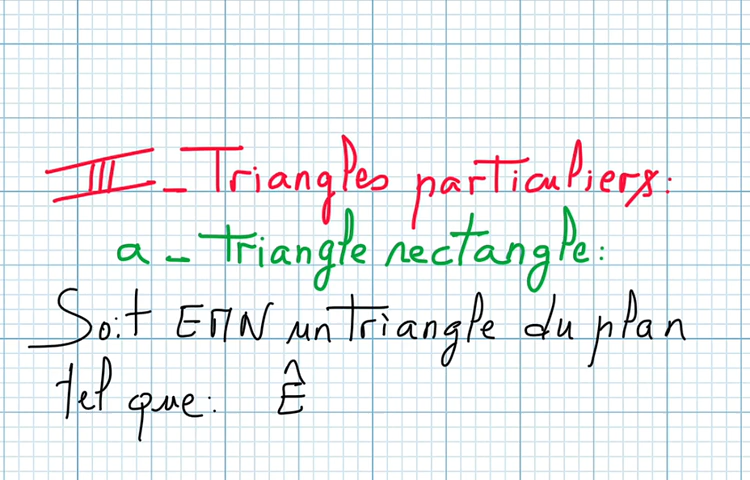 III - Triangles particuliers:
a - triangle rectangle:
Soit EMN un triangle du plan
tel que: Ê